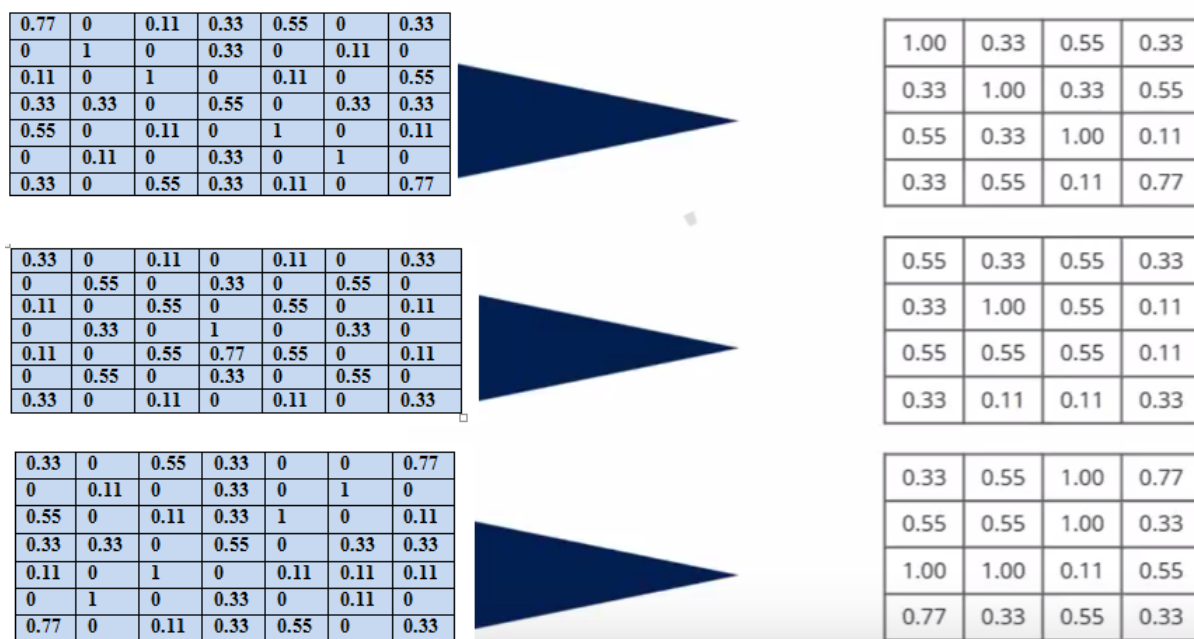 0.77 0 0.11 0.33 0.55 0 0.33
0 1 0 0.33 0 0.11 0
0.11 0 1 0 0.11 0 0.55
0.33 0.33 0 0.55 0 0.33 0.33
0.55 0 0.11 0 1 0 0.11
0 0.11 0 0.33 0 1 0
0.33 0 0.55 0.33 0.11 0 0.77
1.00 0.33 0.55 0.33
0.33 1.00 0.33 0.55
0.55 0.33 1.00 0.11
0.33 0.55 0.11 0.77
0.33 0 0.11 0 0.11 0 0.33
0 0.55 0 0.33 0 0.55 0
0.11 0 0.55 0 0.55 0 0.11
0 0.33 0 1 0 0.33 0
0.11 0 0.55 0.77 0.55 0 0.11
0 0.55 0 0.33 0 0.55 0
0.33 0 0.11 0 0.11 0 0.33
0.55 0.33 0.55 0.33
0.33 1.00 0.55 0.11
0.55 0.55 0.55 0.11
0.33 0.11 0.11 0.33
0.33 0 0.55 0.33 0 0 0.77
0 0.11 0 0.33 0 1 0
0.55 0 0.11 0.33 1 0 0.11
0.33 0.33 0 0.55 0 0.33 0.33
0.11 0 1 0 0.11 0.11 0.11
0 1 0 0.33 0 0.11 0
0.77 0 0.11 0.33 0.55 0 0.33
0.33 0.55 1.00 0.77
0.55 0.55 1.00 0.33
1.00 1.00 0.11 0.55
0.77 0.33 0.55 0.33